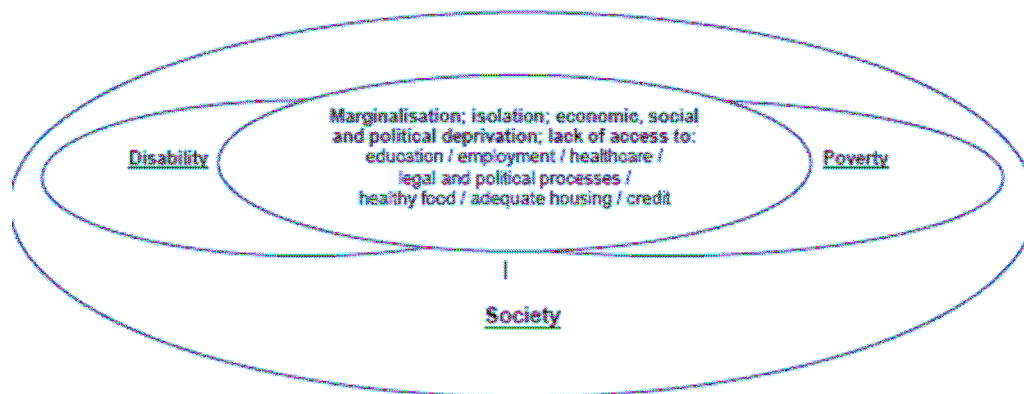 Marginalisation; isolation; economic, social
and political deprivation; lack of access to:
Disability
education / employment / healthcare /
Poverty
legal and political processes /
healthy food / adequate housing / credit
Society